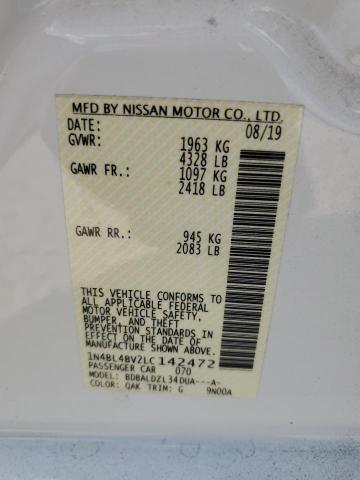 MFD BY NISSAN MOTOR CO., LTD.
DATE: 08/19
GVWR: 1963 KG
4328 LB
GAWR FR.: 1097 KG
2418 LB
GAWR RR.: 945 KG
2083 LB
THIS VEHICLE CONFORMS TO
ALL APPLICABLE FEDERAL
MOTOR VEHICLE SAFETY,
BUMPER, AND THEFT
PREVENTION STANDARDS IN
EFFECT ON THE DATE OF
MANUFACTURE SHOWN ABOVE.
1N4BL4BV2LC142472
PASSENGER CAR 070
MODEL: BDBALDZL34DUA---A-
COLOR: QAK TRIM: G 9N00A